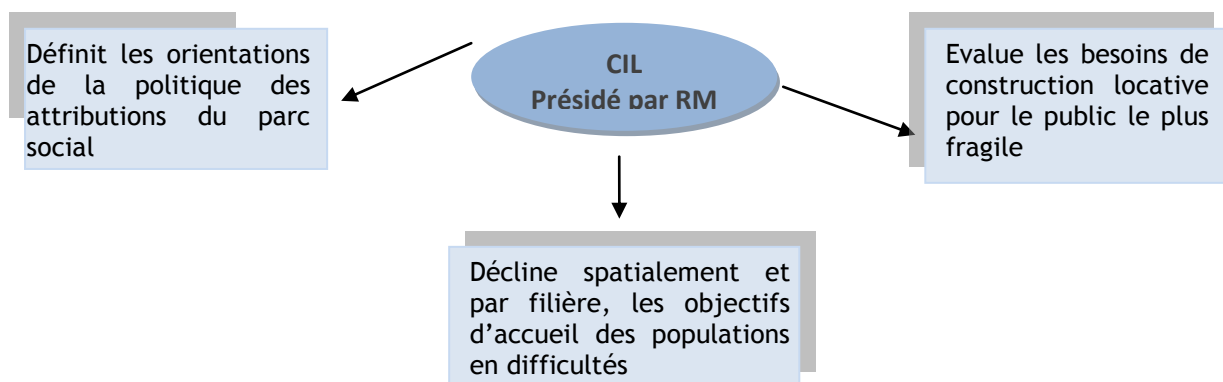 Définit les orientations
de la politique des
attributions du parc
social
CIL
Présidé par RM
Evalue les besoins de
construction locative
pour le public le plus
fragile
Décline spatialement et
par filière, les objectifs
d’accueil des populations
en difficultés